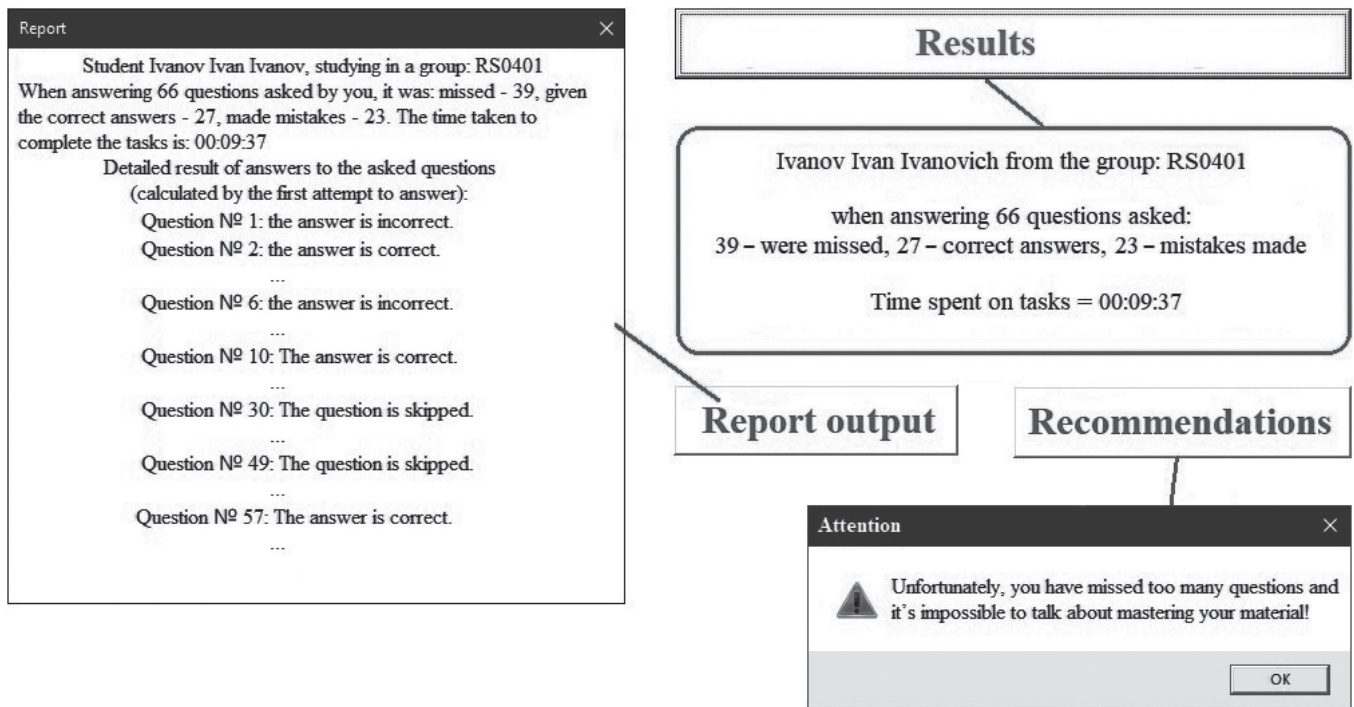 Report
Student Ivanov Ivan Ivanov, studying in a group: RS0401
When answering 66 questions asked by you, it was: missed - 39, given
the correct answers - 27, made mistakes - 23. The time taken to
complete the tasks is: 00:09:37
Detailed result of answers to the asked questions
(calculated by the first attempt to answer):
Question № 1: the answer is incorrect.
Question № 2: the answer is correct.
...
Question № 6: the answer is incorrect.
...
Question № 10: The answer is correct.
...
Question № 30: The question is skipped.
...
Question № 49: The question is skipped.
...
Question № 57: The answer is correct.
...
Results
Ivanov Ivan Ivanovich from the group: RS0401
when answering 66 questions asked:
39 – were missed, 27 – correct answers, 23 – mistakes made
Time spent on tasks = 00:09:37
Report output
Recommendations
Attention
Unfortunately, you have missed too many questions and
it's impossible to talk about mastering your material!
OK